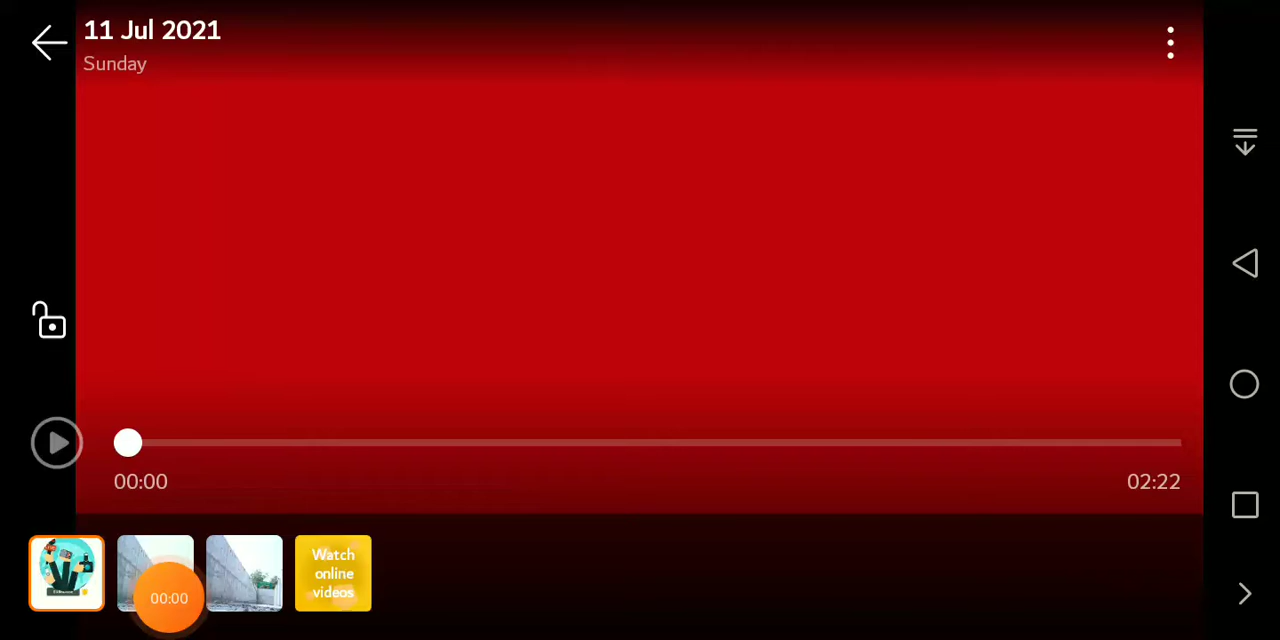 11 Jul 2021
Sunday
00:00
02:22
Watch
online
videos
00:00